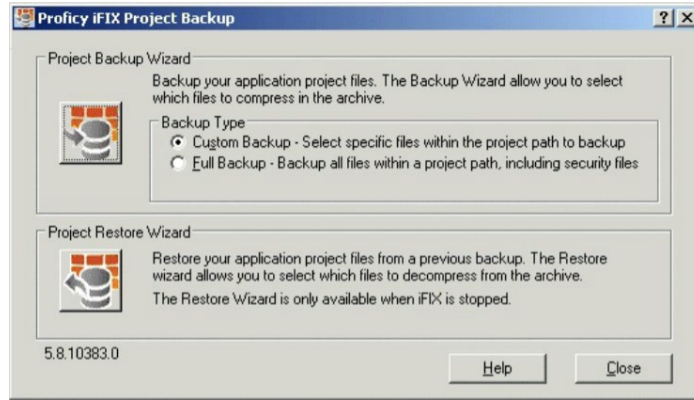 Proficy iFIX Project Backup
Project Backup Wizard
Backup your application project files. The Backup Wizard allow you to select
which files to compress in the archive.
Backup Type
Custom Backup - Select specific files within the project path to backup
Full Backup - Backup all files within a project path, including security files
Project Restore Wizard
Restore your application project files from a previous backup. The Restore
wizard allows you to select which files to decompress from the archive.
The Restore Wizard is only available when iFIX is stopped.
5.8.10383.0
Help
Close